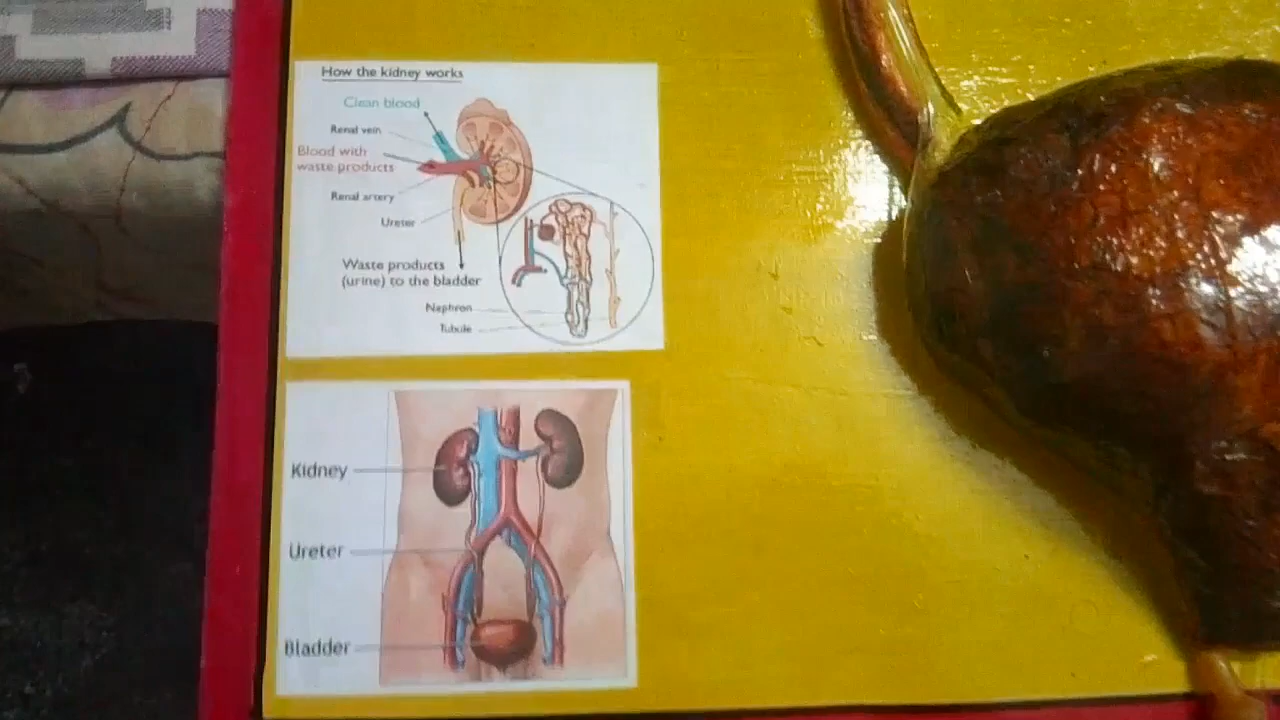 How the kidney works
Clean blood
Renal vein
Blood with
waste products
Renal artery
Ureter
Waste products
(urine) to the bladder
Nephron
Tubule
Kidney
Ureter
Bladder